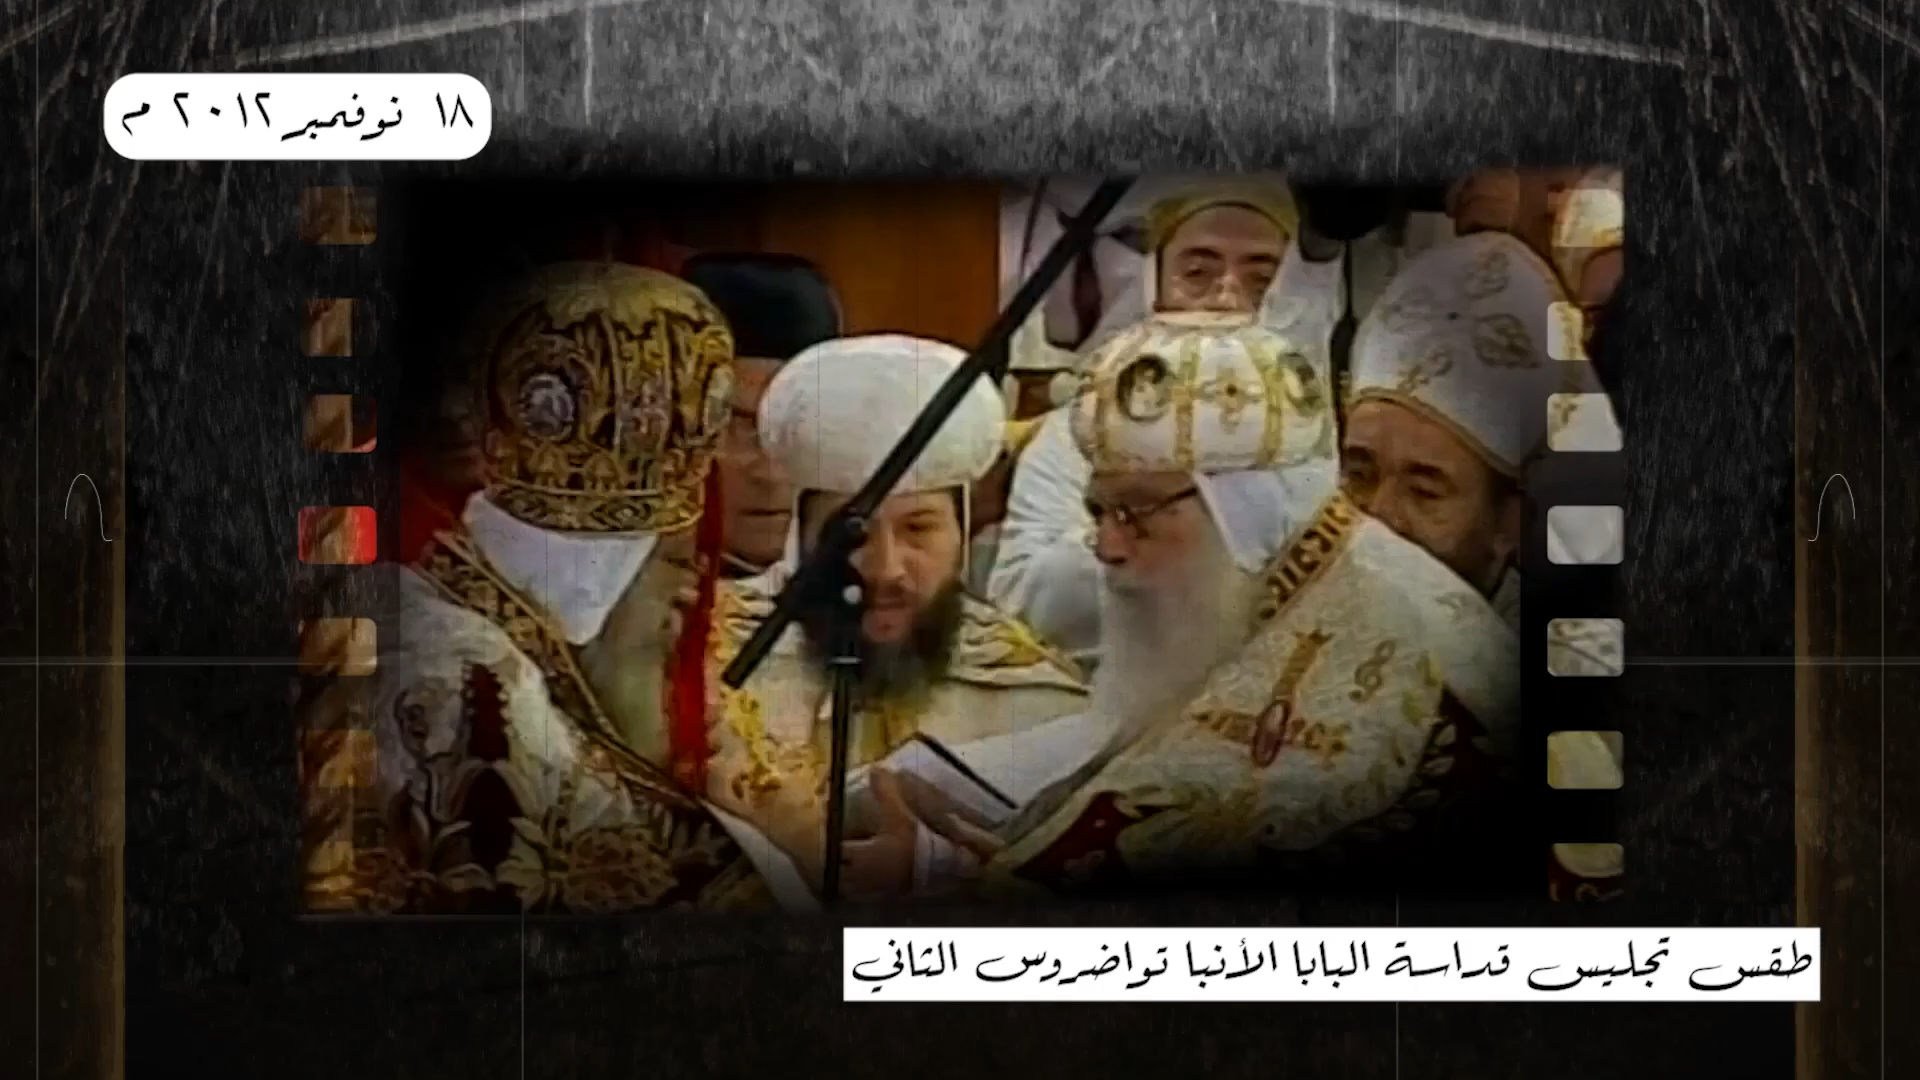 ١٨ نوفمبر ٢٠١٢ م
طقس تجليس قداسة البابا الأنبا تواضروس الثاني